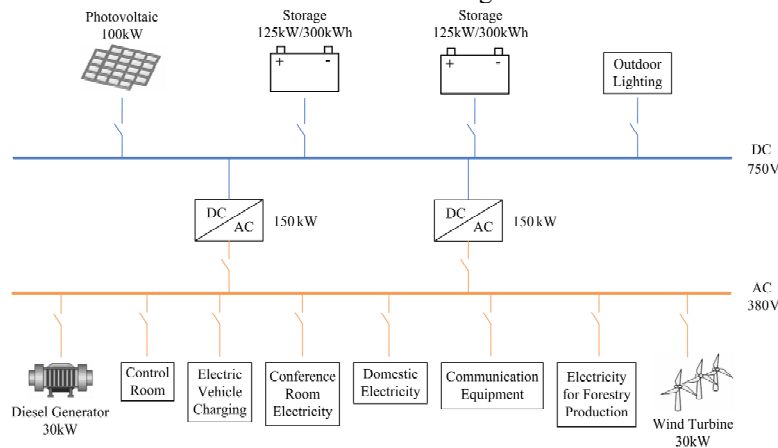 Photovoltaic
100kW
Storage
125kW/300kWh
+ -
Storage
125kW/300kWh
+ -
Outdoor
Lighting
DC
750V
DC
AC
150kW
DC
AC
150kW
AC
380V
Diesel Generator
30kW
Control
Room
Electric
Vehicle
Charging
Conference
Room
Electricity
Domestic
Electricity
Communication
Equipment
Electricity
for Forestry
Production
Wind Turbine
30kW